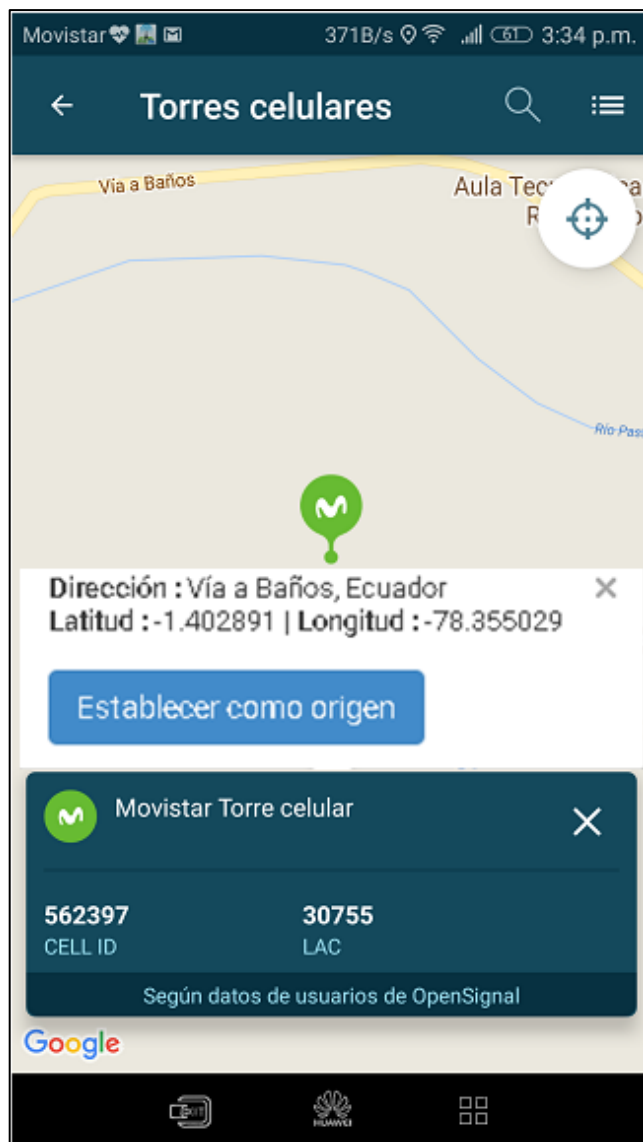 Movistar 371B/s 61 3:34 p.m.
Torres celulares
Vía a Baños
Aula Tec
R
Río Pas
Dirección : Vía a Baños, Ecuador
Latitud :-1.402891 | Longitud :-78.355029
Establecer como origen
Movistar Torre celular
562397 30755
CELL ID LAC
Según datos de usuarios de OpenSignal
Google
EXIT HUAWEI